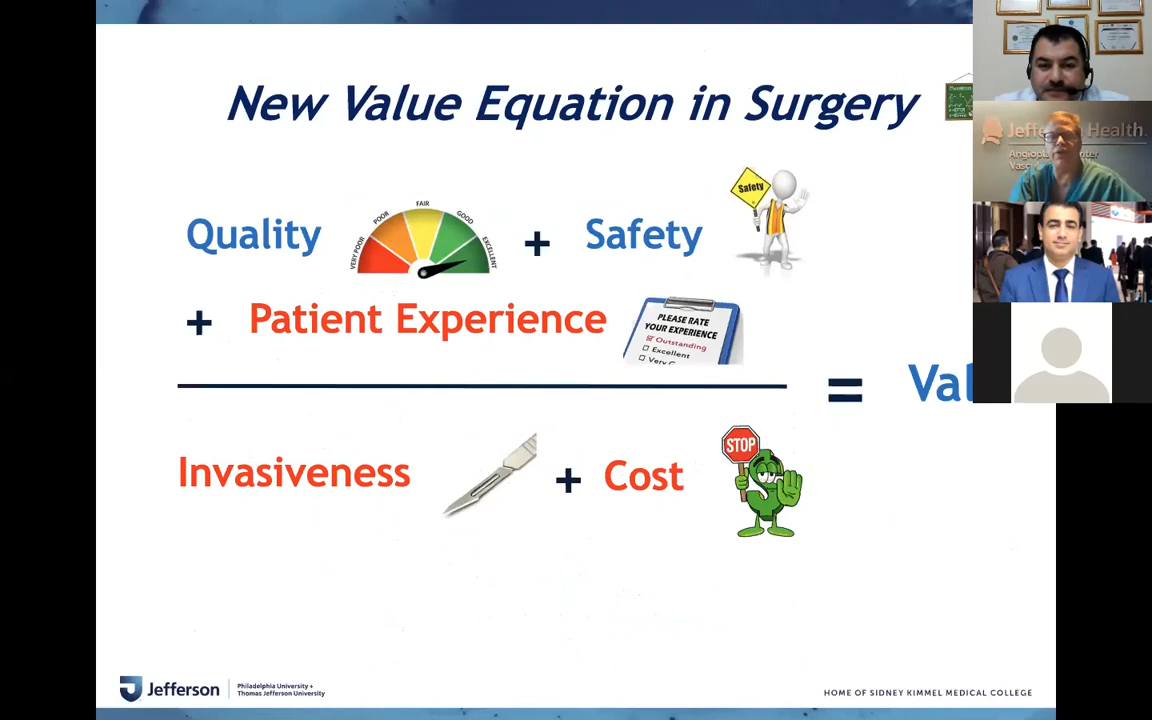 New Value Equation in Surgery
Quality
VERY POOR
POOR
FAIR
GOOD
EXCELLENT
+
Safety
Safety
+ Patient Experience
PLEASE RATE
YOUR EXPERIENCE
Outstanding
Excellent
= Val
Invasiveness
+ Cost
STOP
Jefferson
Philadelphia University +
Thomas Jefferson University
HOME OF SIDNEY KIMMEL MEDICAL COLLEGE
Health